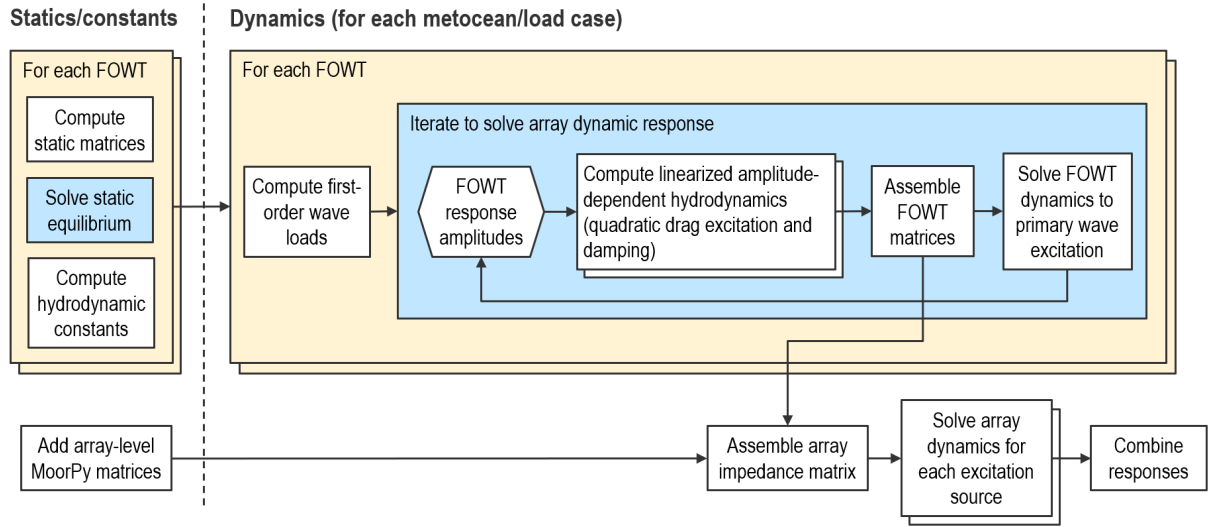 Statics/constants
Dynamics (for each metocean/load case)
For each FOWT
Compute
static matrices
Solve static
equilibrium
Compute
hydrodynamic
constants
For each FOWT
Compute first-
order wave
loads
Iterate to solve array dynamic response
FOWT
response
amplitudes
Compute linearized amplitude-
dependent hydrodynamics
(quadratic drag excitation and
damping)
Assemble
FOWT
matrices
Solve FOWT
dynamics to
primary wave
excitation
Add array-level
MoorPy matrices
Assemble array
impedance matrix
Solve array
dynamics for
each excitation
source
Combine
responses